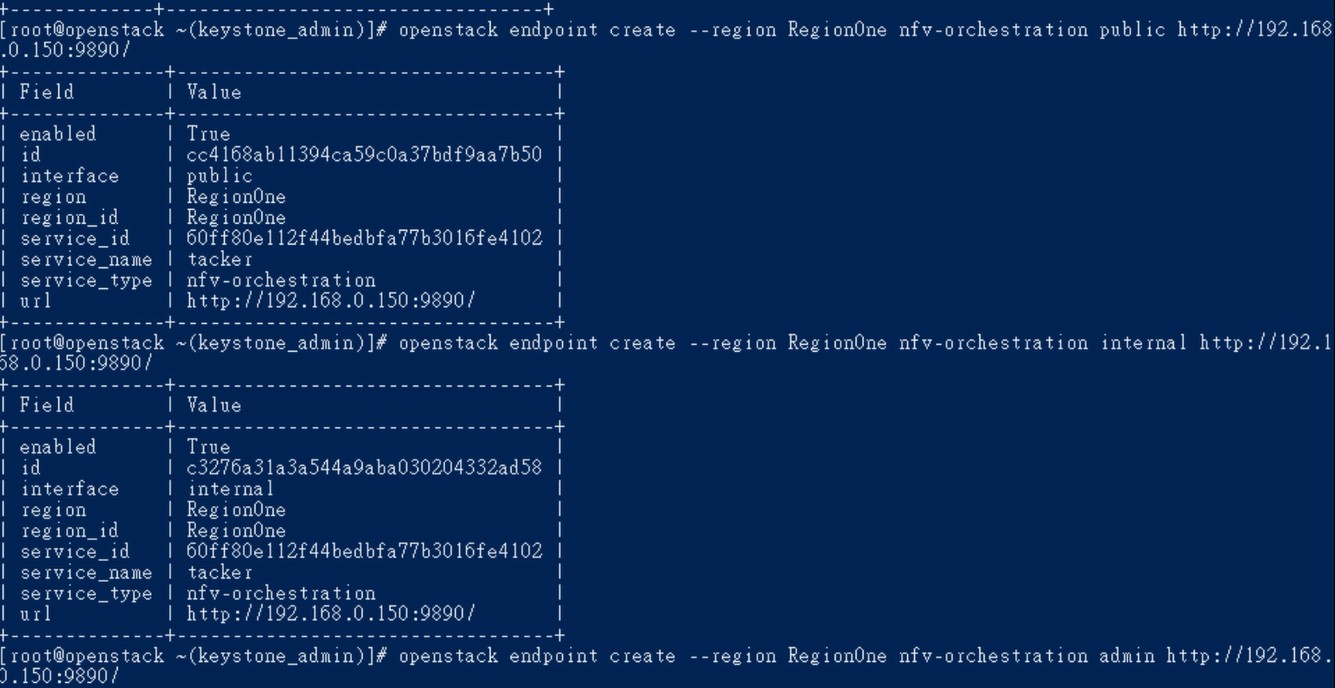 +------------+-------------------------------+
[root@openstack ~(keystone_admin)]# openstack endpoint create --region RegionOne nfv-orchestration public http://192.168
.0.150:9890/
+--------------+----------------------------------+
| Field        | Value                            |
+--------------+----------------------------------+
| enabled      | True                             |
| id           | cc4168ab11394ca59c0a37bdf9aa7b50 |
| interface    | public                           |
| region       | RegionOne                        |
| region_id    | RegionOne                        |
| service_id   | 60ff80e112f44bedbfa77b3016fe4102 |
| service_name | tacker                           |
| service_type | nfv-orchestration                |
| url          | http://192.168.0.150:9890/       |
+--------------+----------------------------------+
[root@openstack ~(keystone_admin)]# openstack endpoint create --region RegionOne nfv-orchestration internal http://192.1
68.0.150:9890/
+--------------+----------------------------------+
| Field        | Value                            |
+--------------+----------------------------------+
| enabled      | True                             |
| id           | c3276a31a3a544a9aba030204332ad58 |
| interface    | internal                         |
| region       | RegionOne                        |
| region_id    | RegionOne                        |
| service_id   | 60ff80e112f44bedbfa77b3016fe4102 |
| service_name | tacker                           |
| service_type | nfv-orchestration                |
| url          | http://192.168.0.150:9890/       |
+--------------+----------------------------------+
[root@openstack ~(keystone_admin)]# openstack endpoint create --region RegionOne nfv-orchestration admin http://192.168.
0.150:9890/